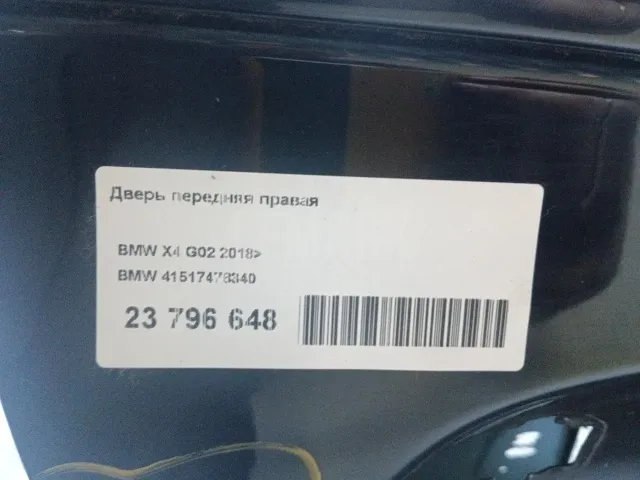 Дверь передняя правая
BMW X4 G02 2018>
BMW 41517478340
23 796 648